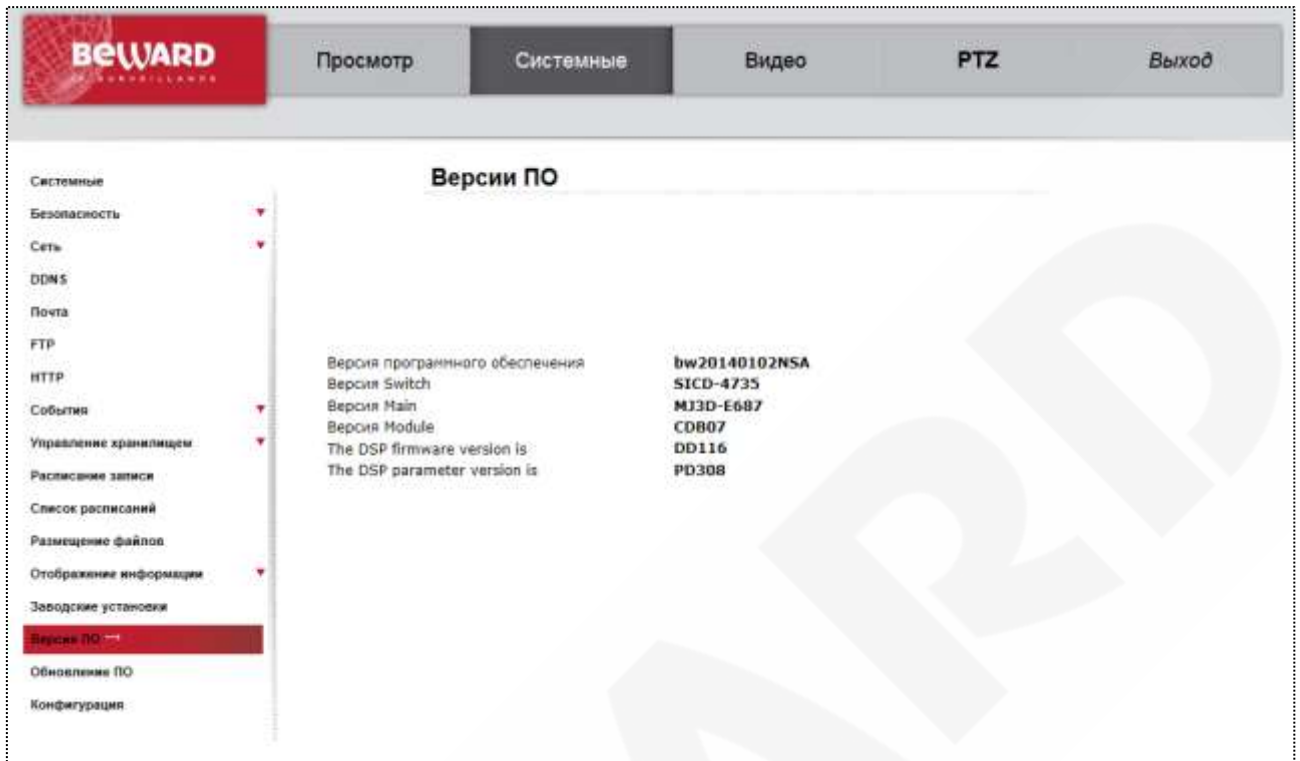 BEWARD
Просмотр
Системные
Видео
PTZ
Выход
Версии ПО
Системные
Безопасность
Сеть
DDNS
Почта
FTP
HTTP
События
Управление хранилищем
Расписание записи
Список расписаний
Размещение файлов
Отображение информации
Заводские установки
Версия ПО
Обновление ПО
Конфигурация
Версия программного обеспечения bw20140102NSA
Версия Switch SICD-4735
Версия Main MJ3D-E687
Версия Module CDB07
The DSP firmware version is DD116
The DSP parameter version is PD308